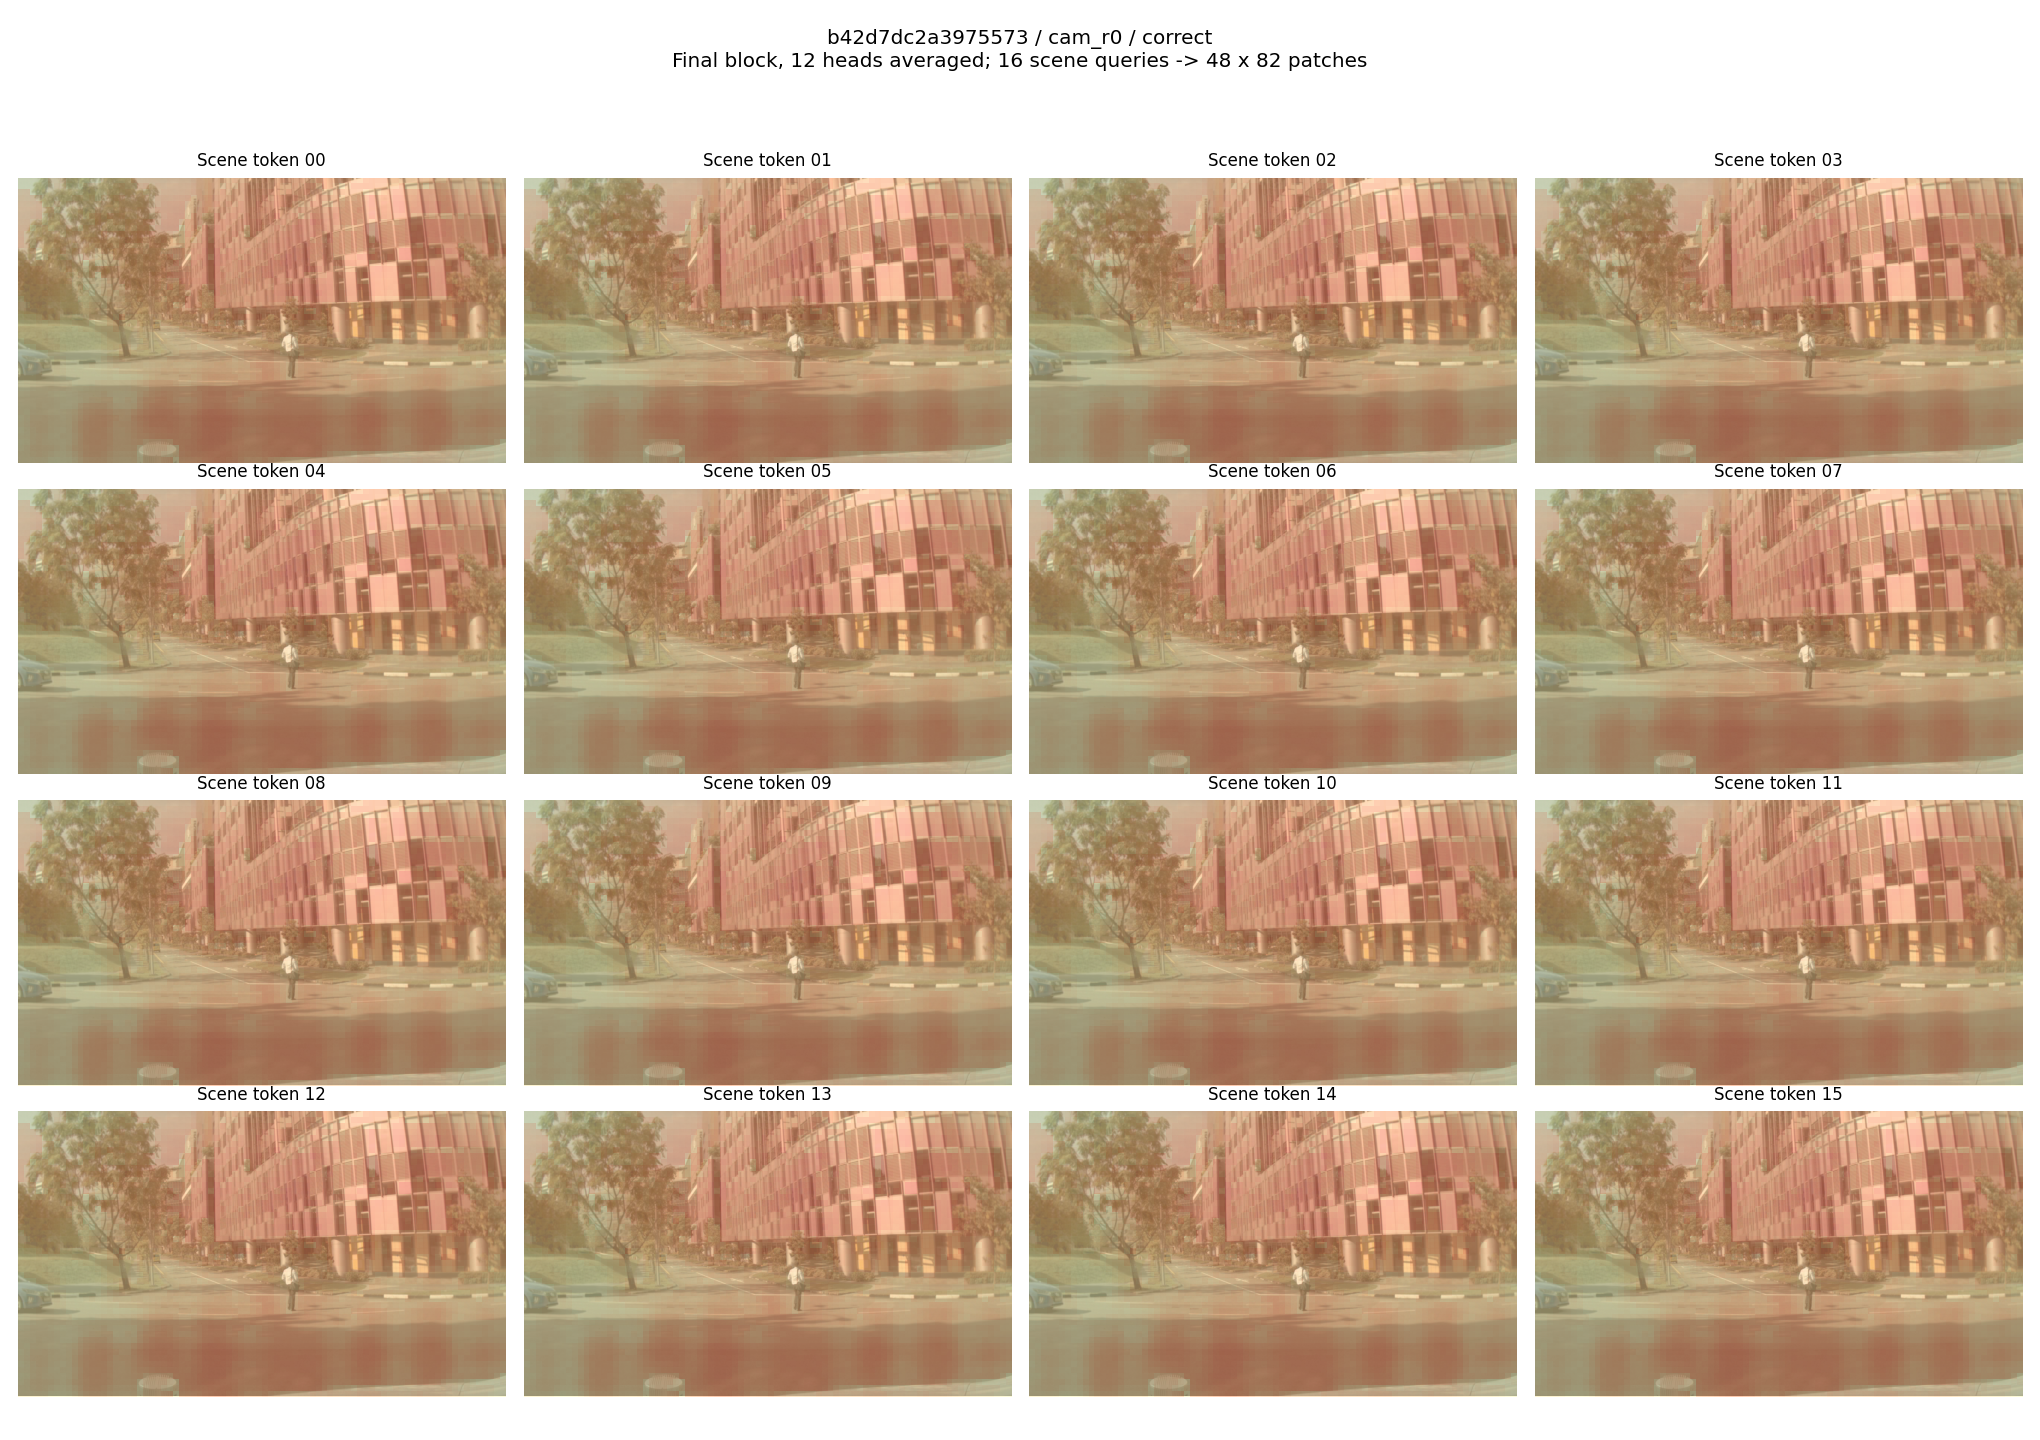 b42d7dc2a3975573 / cam_r0 / correct
Final block, 12 heads averaged; 16 scene queries -> 48 x 82 patches
Scene token 00
Scene token 01
Scene token 02
Scene token 03
Scene token 04
Scene token 05
Scene token 06
Scene token 07
Scene token 08
Scene token 09
Scene token 10
Scene token 11
Scene token 12
Scene token 13
Scene token 14
Scene token 15